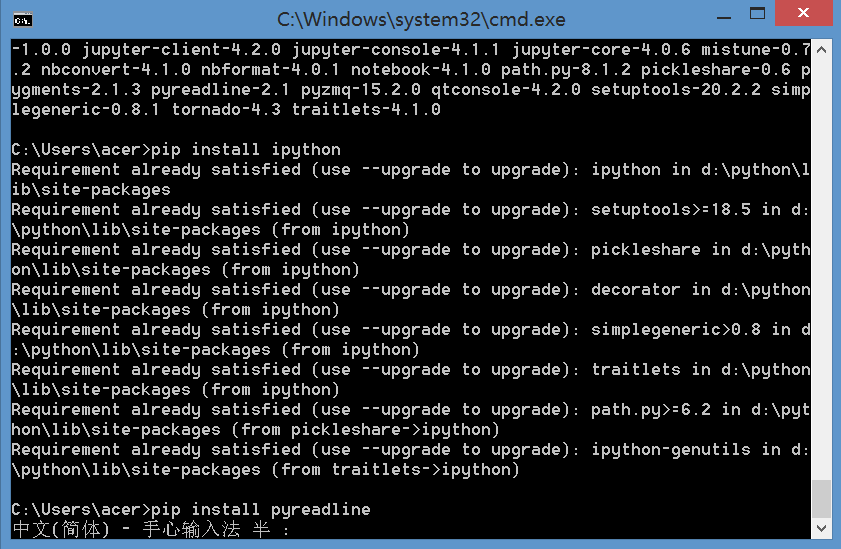 C:\Windows\system32\cmd.exe
-1.0.0 jupyter-client-4.2.0 jupyter-console-4.1.1 jupyter-core-4.0.6 mistune-0.7
.2 nbconvert-4.1.0 nbformat-4.0.1 notebook-4.1.0 path.py-8.1.2 pickleshare-0.6 p
ygments-2.1.3 pyreadline-2.1 pyzmq-15.2.0 qtconsole-4.2.0 setuptools-20.2.2 simp
legeneric-0.8.1 tornado-4.3 traitlets-4.1.0
C:\Users\acer>pip install ipython
Requirement already satisfied (use --upgrade to upgrade): ipython in d:\python\l
ib\site-packages
Requirement already satisfied (use --upgrade to upgrade): setuptools>=18.5 in d:
\python\lib\site-packages (from ipython)
Requirement already satisfied (use --upgrade to upgrade): pickleshare in d:\pyth
on\lib\site-packages (from ipython)
Requirement already satisfied (use --upgrade to upgrade): decorator in d:\python
\lib\site-packages (from ipython)
Requirement already satisfied (use --upgrade to upgrade): simplegeneric>0.8 in d
:\python\lib\site-packages (from ipython)
Requirement already satisfied (use --upgrade to upgrade): traitlets in d:\python
\lib\site-packages (from ipython)
Requirement already satisfied (use --upgrade to upgrade): path.py>=6.2 in d:\pyt
hon\lib\site-packages (from pickleshare->ipython)
Requirement already satisfied (use --upgrade to upgrade): ipython-genutils in d:
\python\lib\site-packages (from traitlets->ipython)
C:\Users\acer>pip install pyreadline
中文(简体) - 手心输入法 半 :